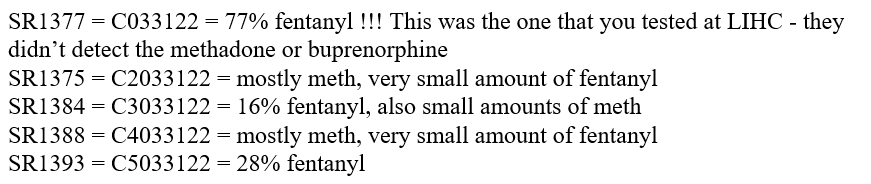 SR1377 = C033122 = 77% fentanyl !!! This was the one that you tested at LIHC - they
didn’t detect the methadone or buprenorphine
SR1375 = C2033122 = mostly meth, very small amount of fentanyl
SR1384 = C3033122 = 16% fentanyl, also small amounts of meth
SR1388 = C4033122 = mostly meth, very small amount of fentanyl
SR1393 = C5033122 = 28% fentanyl